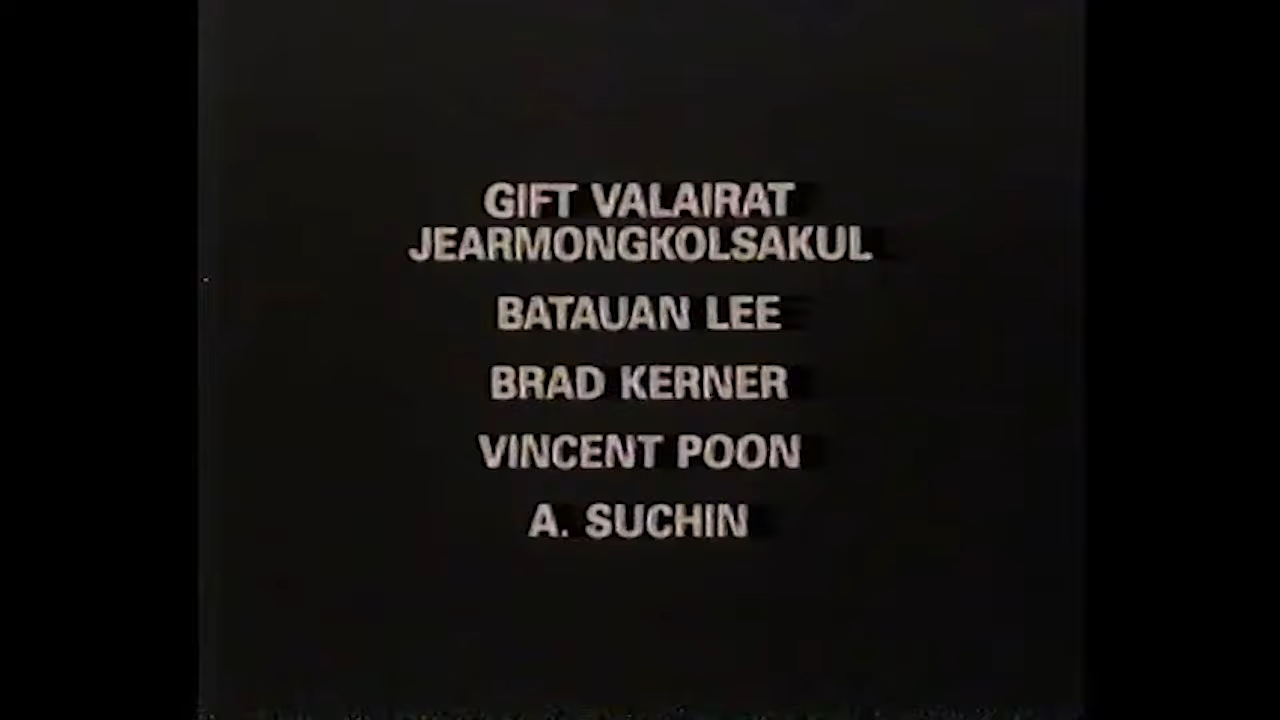 GIFT VALAIRAT
JEARMONGKOLSAKUL
BATAUAN LEE
BRAD KERNER
VINCENT POON
A. SUCHIN